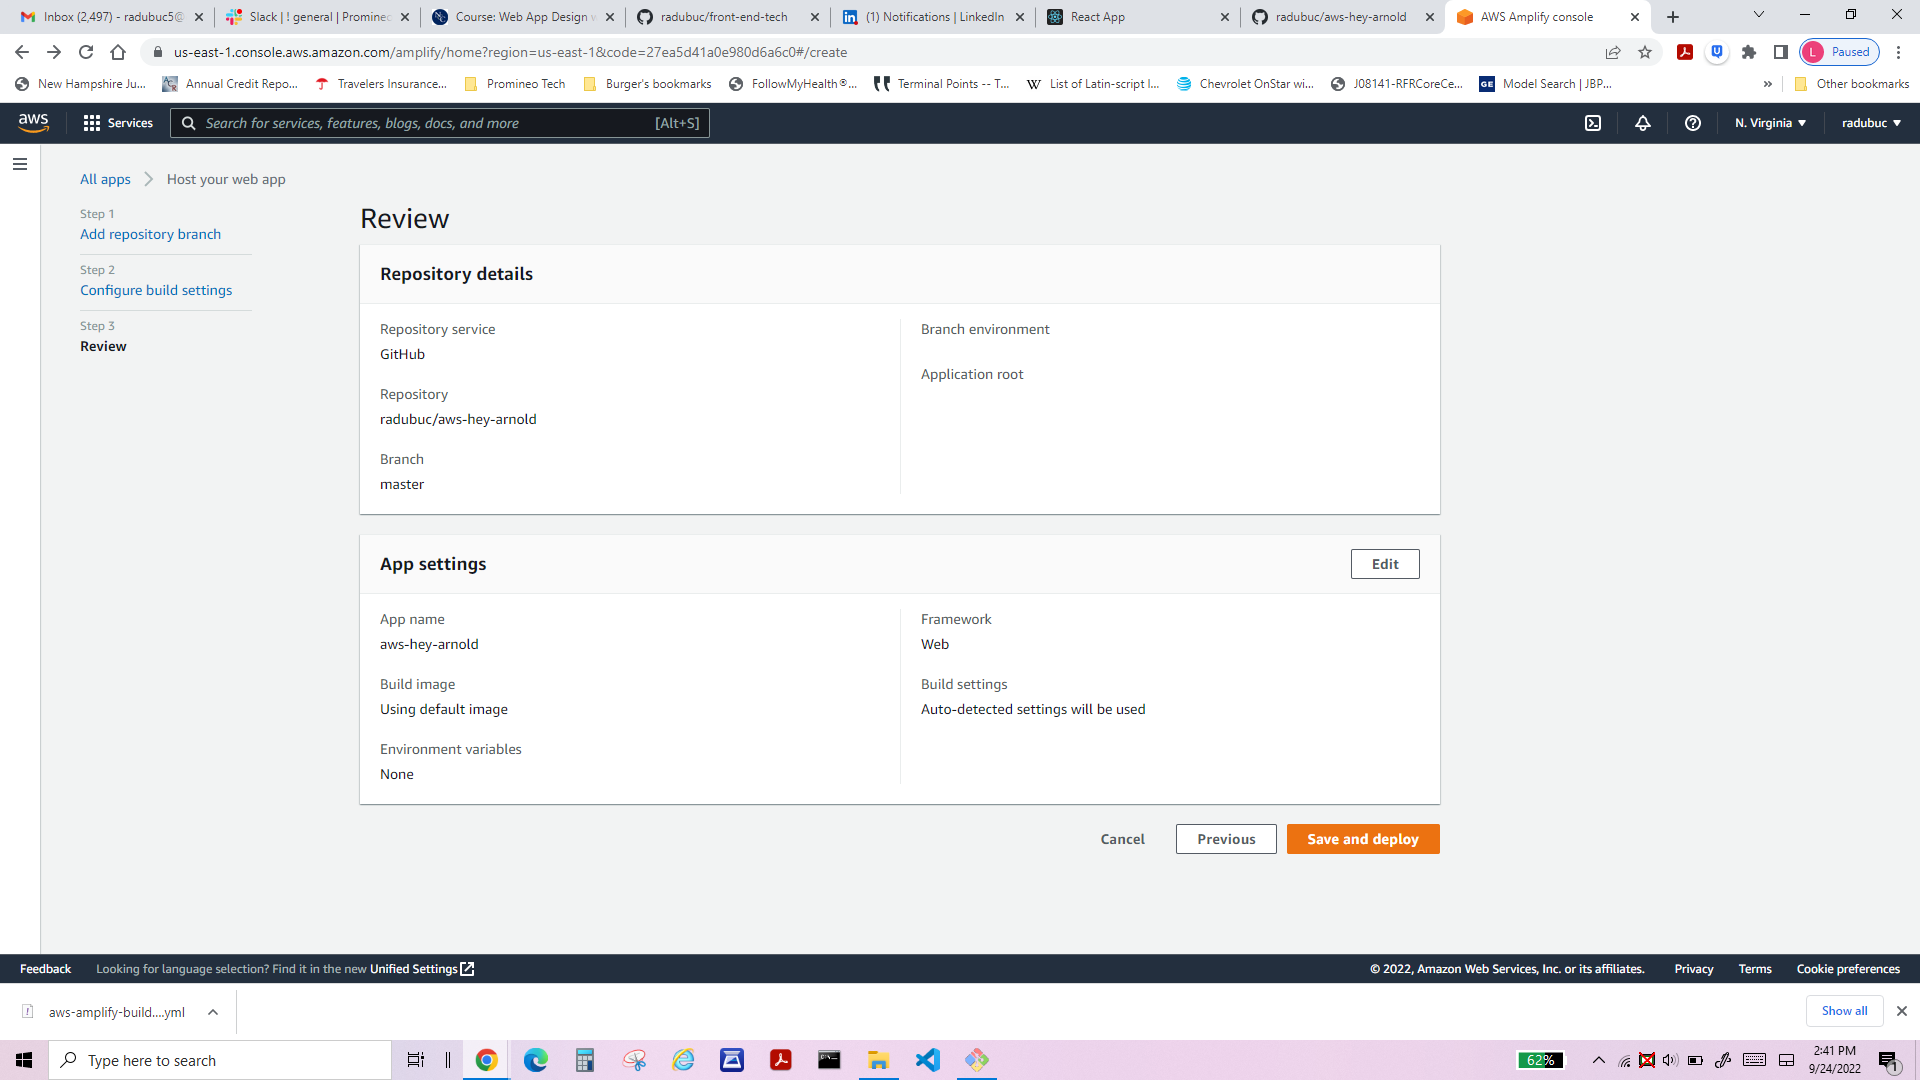 Inbox (2,497) - radubuc5@
Slack | ! general | Promineo
Course: Web App Design w
radubuc/front-end-tech
(1) Notifications | LinkedIn
React App
radubuc/aws-hey-arnold
AWS Amplify console
us-east-1.console.aws.amazon.com/amplify/home?region=us-east-1&code=27ea5d41a0e980d6a6c0#/create
L Paused
New Hampshire Ju...
Annual Credit Repo...
Travelers Insurance...
Promineo Tech
Burger's bookmarks
FollowMyHealth®...
Terminal Points -- T...
List of Latin-script l...
Chevrolet OnStar wi...
J08141-RFRCoreCe...
GE Model Search | JBP...
»
Other bookmarks
aws
Services
Search for services, features, blogs, docs, and more [Alt+S]
N. Virginia
radubuc
All apps
Host your web app
Step 1
Add repository branch
Step 2
Configure build settings
Step 3
Review
Review
Repository details
Repository service
GitHub
Repository
radubuc/aws-hey-arnold
Branch
master
Branch environment
Application root
App settings
Edit
App name
aws-hey-arnold
Build image
Using default image
Environment variables
None
Framework
Web
Build settings
Auto-detected settings will be used
Cancel
Previous
Save and deploy
Feedback
Looking for language selection? Find it in the new Unified Settings
© 2022, Amazon Web Services, Inc. or its affiliates.
Privacy
Terms
Cookie preferences
aws-amplify-build....yml
Show all
Type here to search
62%
2:41 PM
9/24/2022
1